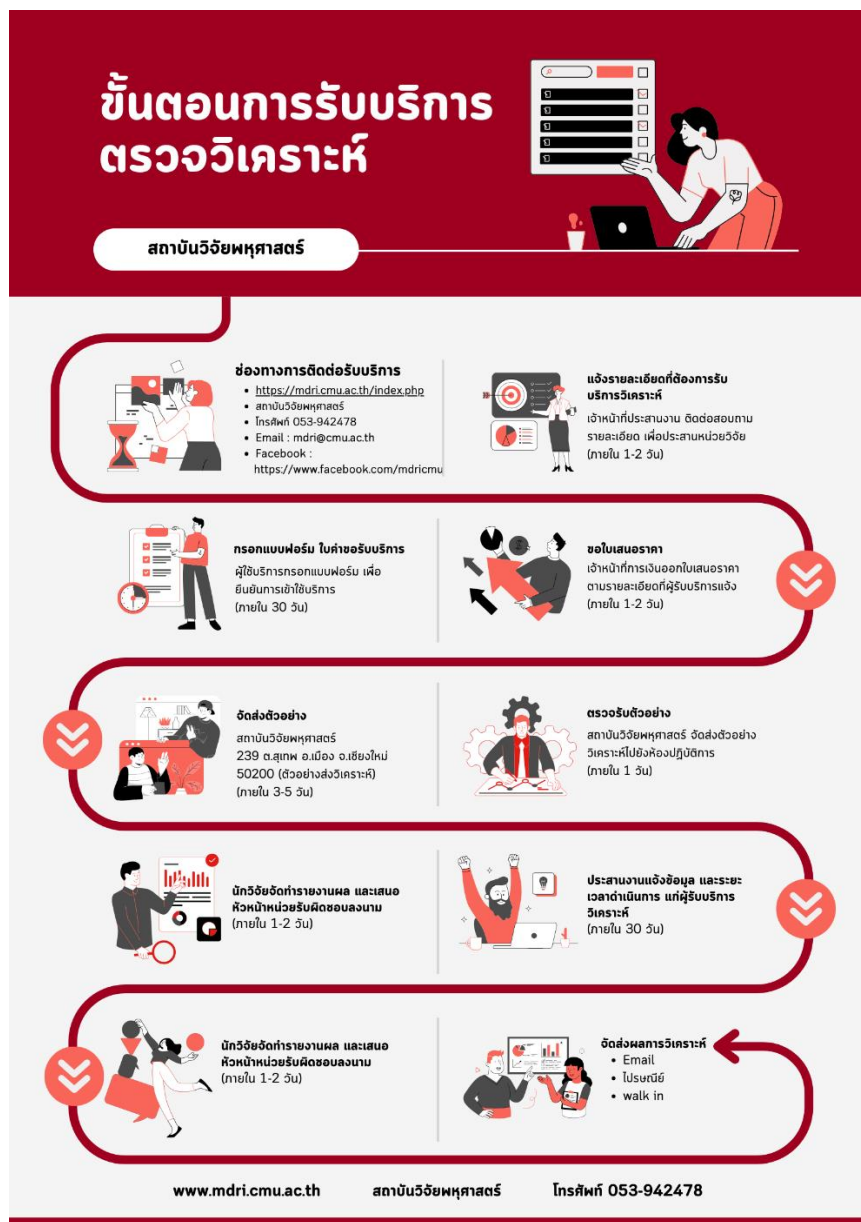 ขั้นตอนการรับบริการ
ตรวจวิเคราะห์
สถาบันวิจัยพหุศาสตร์
ช่องทางการติดต่อรับบริการ
• https://mdri.cmu.ac.th/index.php
• สถาบันวิจัยพหุศาสตร์
• โทรศัพท์ 053-942478
• Email : mdri@cmu.ac.th
• Facebook :
https://www.facebook.com/mdricmu
แจ้งรายละเอียดที่ต้องการรับ
บริการวิเคราะห์
เจ้าหน้าที่ประสานงาน ติดต่อสอบถาม
รายละเอียด เพื่อประสานหน่วยวิจัย
(ภายใน 1-2 วัน)
กรอกแบบฟอร์ม ใบคำขอรับบริการ
ผู้ใช้บริการกรอกแบบฟอร์ม เพื่อ
ยืนยันการเข้าใช้บริการ
(ภายใน 30 วัน)
ขอใบเสนอราคา
เจ้าหน้าที่การเงินออกใบเสนอราคา
ตามรายละเอียดที่ผู้รับบริการแจ้ง
(ภายใน 1-2 วัน)
จัดส่งตัวอย่าง
สถาบันวิจัยพหุศาสตร์
239 ต.สุเทพ อ.เมือง จ.เชียงใหม่
50200 (ตัวอย่างส่งวิเคราะห์)
(ภายใน 3-5 วัน)
ตรวจรับตัวอย่าง
สถาบันวิจัยพหุศาสตร์ จัดส่งตัวอย่าง
วิเคราะห์ไปยังห้องปฏิบัติการ
(ภายใน 1 วัน)
นักวิจัยจัดทำรายงานผล และเสนอ
หัวหน้าหน่วยรับผิดชอบลงนาม
(ภายใน 1-2 วัน)
ประสานงานแจ้งข้อมูล และระยะ
เวลาดำเนินการ แก่ผู้รับบริการ
วิเคราะห์
(ภายใน 30 วัน)
นักวิจัยจัดทำรายงานผล และเสนอ
หัวหน้าหน่วยรับผิดชอบลงนาม
(ภายใน 1-2 วัน)
จัดส่งผลการวิเคราะห์
• Email
• ไปรษณีย์
• walk in
www.mdri.cmu.ac.th สถาบันวิจัยพหุศาสตร์ โทรศัพท์ 053-942478